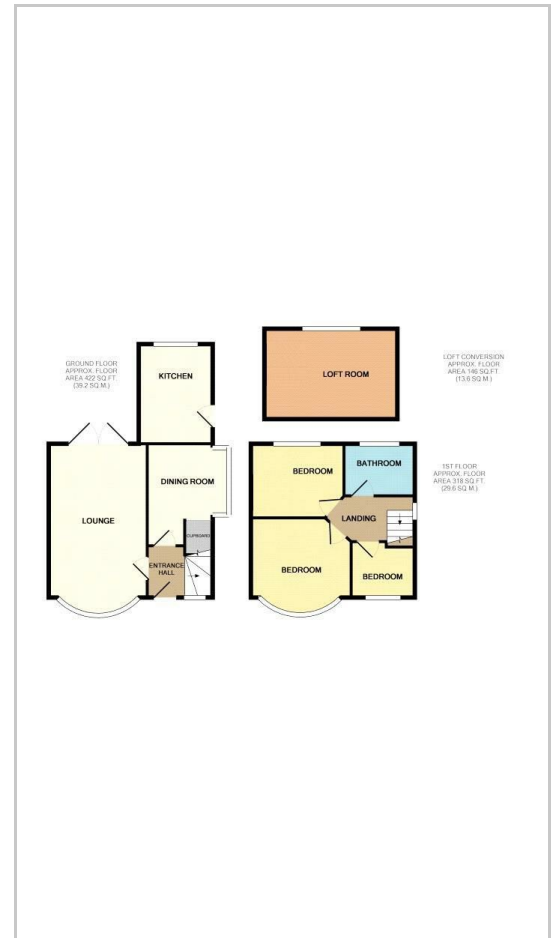 GROUND FLOOR
APPROX. FLOOR
AREA 422 SQ.FT.
(39.2 SQ.M.)
KITCHEN
DINING ROOM
LOUNGE
CUPBOARD
ENTRANCE
HALL
LOFT ROOM
LOFT CONVERSION
APPROX. FLOOR
AREA 146 SQ.FT.
(13.6 SQ.M.)
BEDROOM
BATHROOM
LANDING
BEDROOM
BEDROOM
1ST FLOOR
APPROX. FLOOR
AREA 318 SQ.FT.
(29.6 SQ.M.)